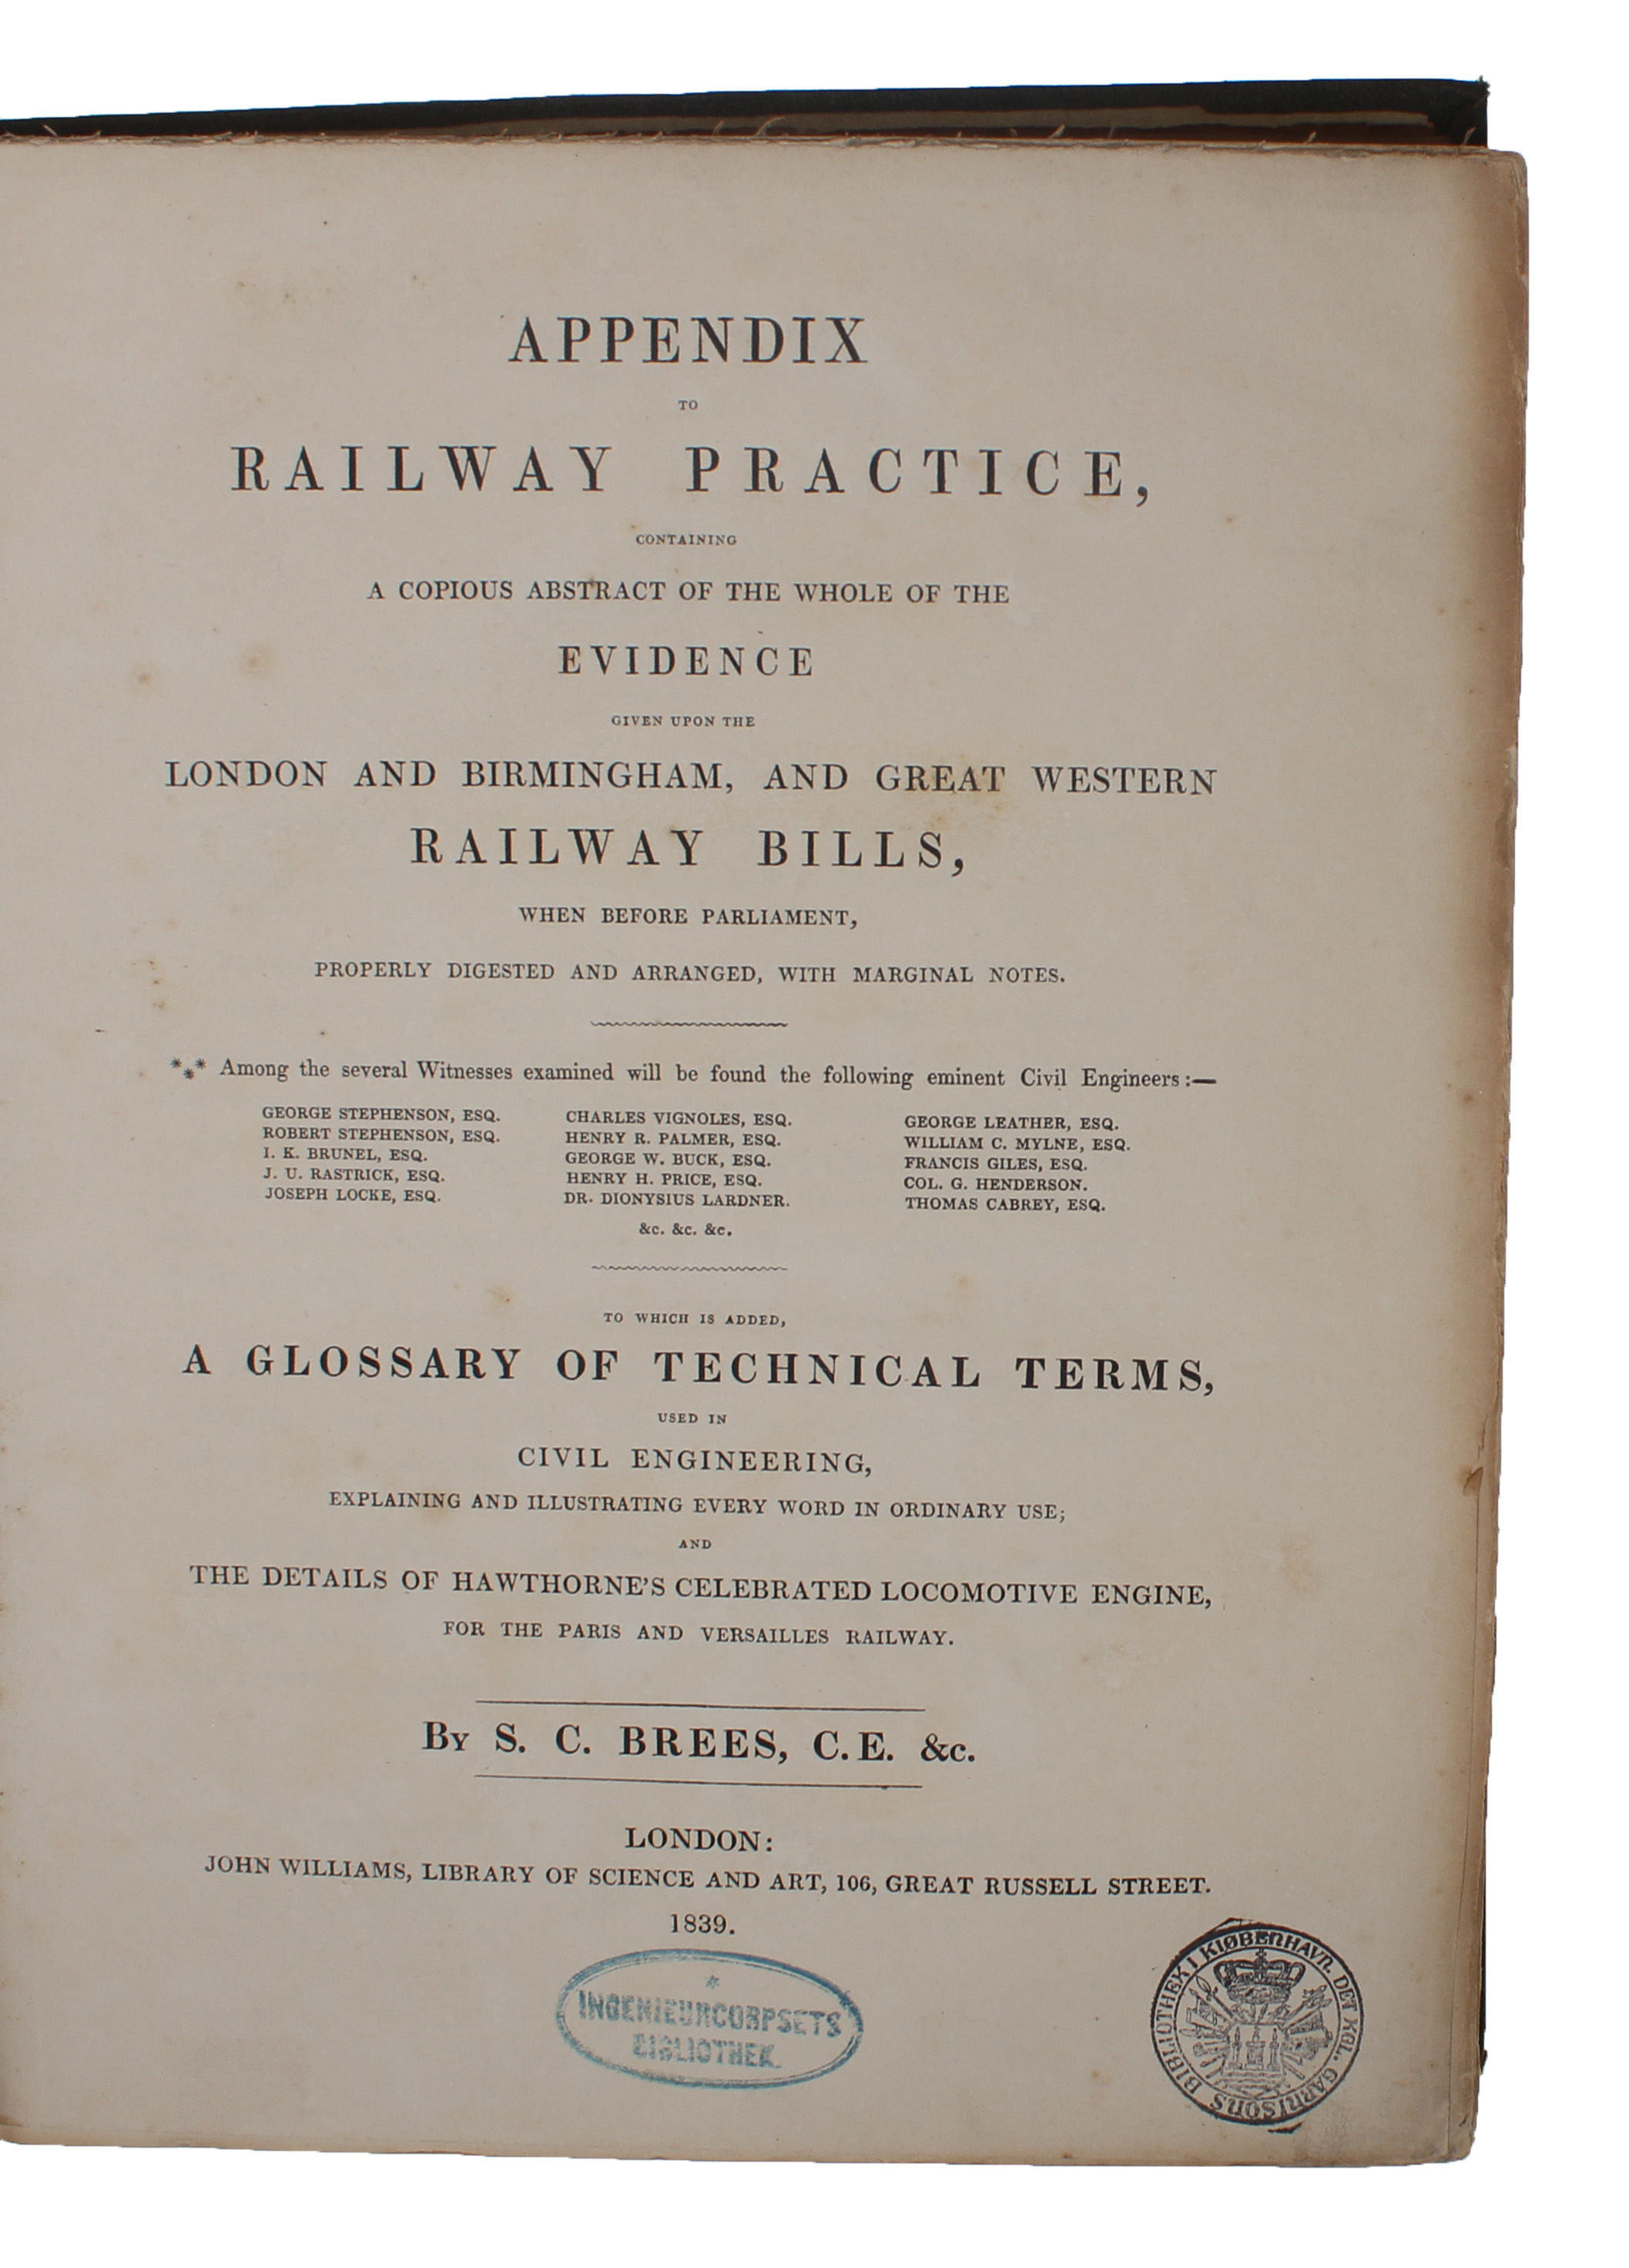 APPENDIX
TO
RAILWAY PRACTICE,
CONTAINING
A COPIOUS ABSTRACT OF THE WHOLE OF THE
EVIDENCE
GIVEN UPON THE
LONDON AND BIRMINGHAM, AND GREAT WESTERN
RAILWAY BILLS,
WHEN BEFORE PARLIAMENT,
PROPERLY DIGESTED AND ARRANGED, WITH MARGINAL NOTES.
*** Among the several Witnesses examined will be found the following eminent Civil Engineers:—
GEORGE STEPHENSON, ESQ.
ROBERT STEPHENSON, ESQ.
I. K. BRUNEL, ESQ.
J. U. RASTRICK, ESQ.
JOSEPH LOCKE, ESQ.
CHARLES VIGNOLES, ESQ.
HENRY R. PALMER, ESQ.
GEORGE W. BUCK, ESQ.
HENRY H. PRICE, ESQ.
DR. DIONYSIUS LARDNER.
GEORGE LEATHER, ESQ.
WILLIAM C. MYLNE, ESQ.
FRANCIS GILES, ESQ.
COL. G. HENDERSON.
THOMAS CABREY, ESQ.
&c. &c. &c.
TO WHICH IS ADDED,
A GLOSSARY OF TECHNICAL TERMS,
USED IN
CIVIL ENGINEERING,
EXPLAINING AND ILLUSTRATING EVERY WORD IN ORDINARY USE;
AND
THE DETAILS OF HAWTHORNE'S CELEBRATED LOCOMOTIVE ENGINE,
FOR THE PARIS AND VERSAILLES RAILWAY.
By S. C. BREES, C.E. &c.
LONDON:
JOHN WILLIAMS, LIBRARY OF SCIENCE AND ART, 106, GREAT RUSSELL STREET.
1839.
INGENIEURCORPSETS
BIBLIOTHEK.
DET KGL. GARNISONS BIBLIOTHEK I KIØBENHAVN.